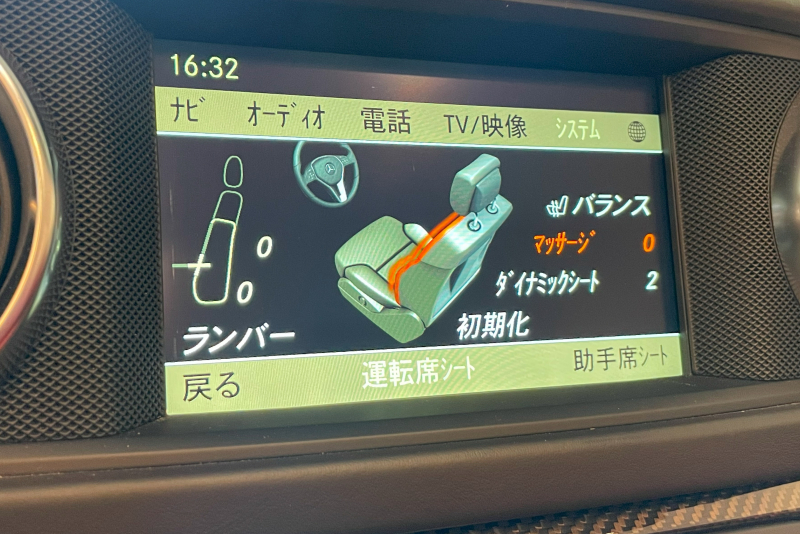 16:32
ナビ オーディオ 電話 TV/映像 システム
バランス
マッサージ 0
0
ダイナミックシート 2
0
ランバー 初期化
戻る 運転席シート 助手席シート